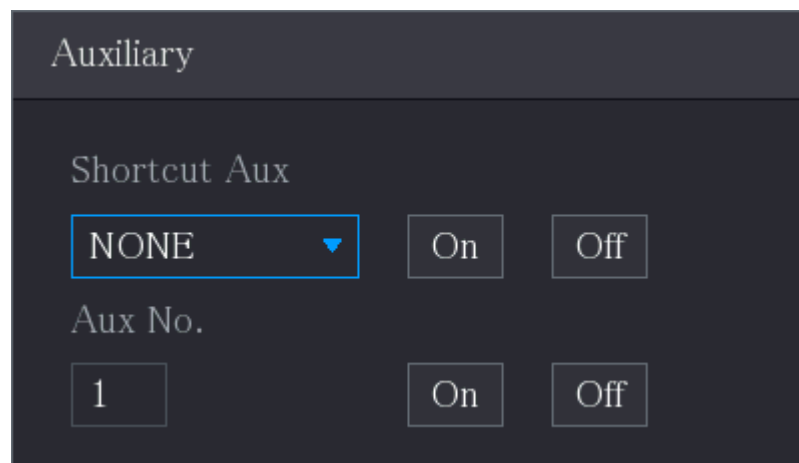 Auxiliary
Shortcut Aux
NONE On Off
Aux No.
1 On Off